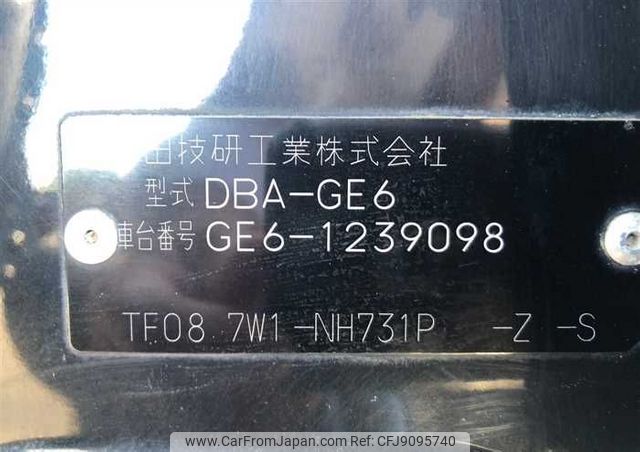 田技研工業株式会社
型式 DBA-GE6
車台番号 GE6-1239098
TF08 7W1-NH731P -Z -S
www.CarFromJapan.com - CFJ9095740